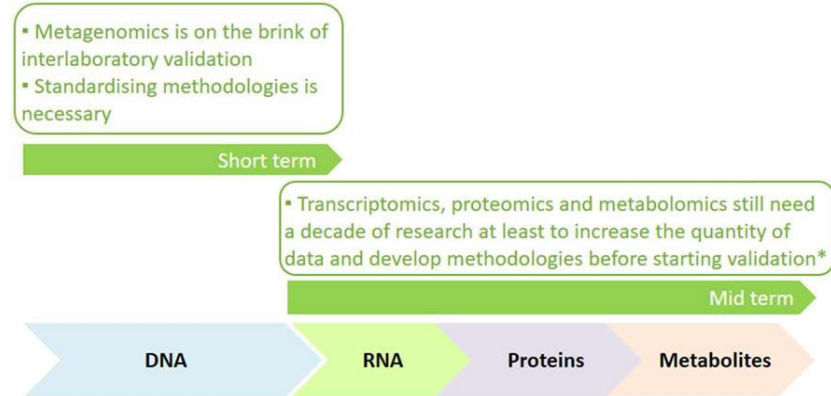 ▪ Metagenomics is on the brink of
interlaboratory validation
▪ Standardising methodologies is
necessary
Short term
▪ Transcriptomics, proteomics and metabolomics still need
a decade of research at least to increase the quantity of
data and develop methodologies before starting validation*
Mid term
DNA
RNA
Proteins
Metabolites